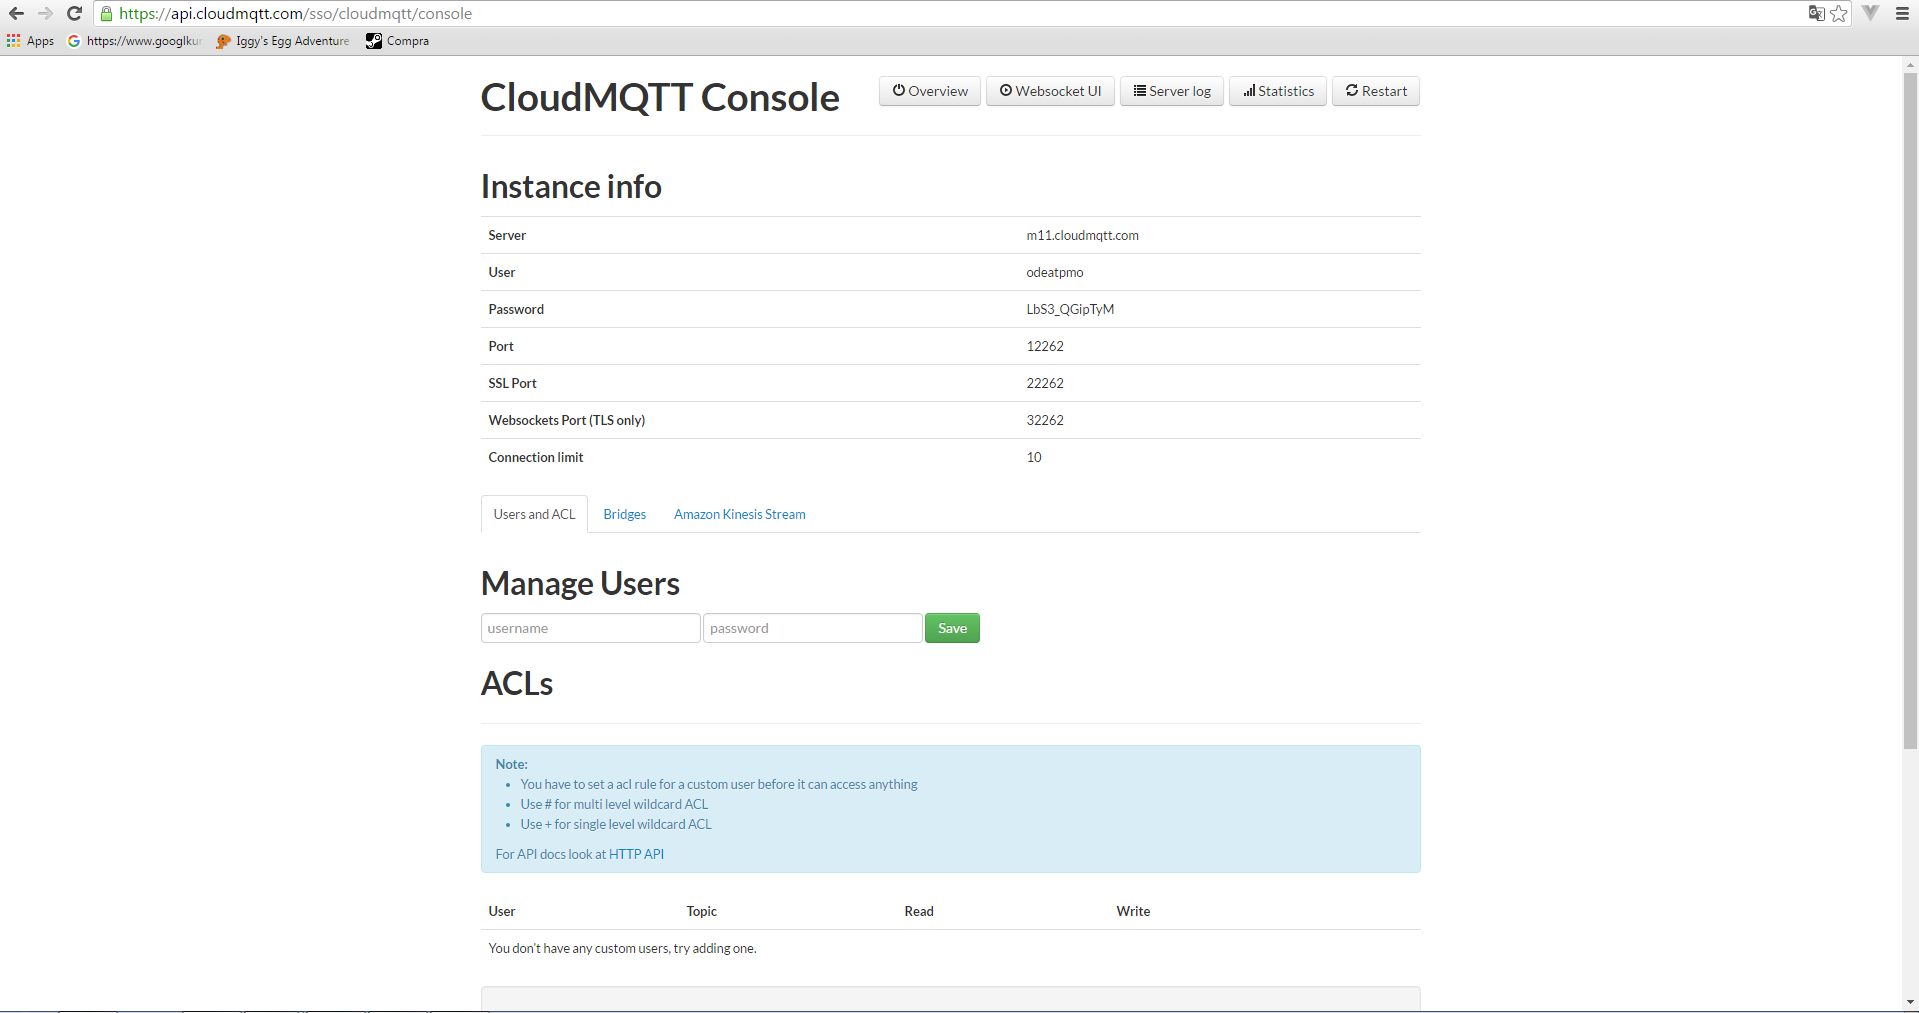 https://api.cloudmqtt.com/sso/cloudmqtt/console
Apps https://www.googlkur Iggy's Egg Adventure Compra
CloudMQTT Console Overview Websocket UI Server log Statistics Restart
Instance info
Server m11.cloudmqtt.com
User odeatpmo
Password LbS3_QGipTyM
Port 12262
SSL Port 22262
Websockets Port (TLS only) 32262
Connection limit 10
Users and ACL Bridges Amazon Kinesis Stream
Manage Users
username password Save
ACLs
Note:
• You have to set a acl rule for a custom user before it can access anything
• Use # for multi level wildcard ACL
• Use + for single level wildcard ACL
For API docs look at HTTP API
User Topic Read Write
You don't have any custom users, try adding one.